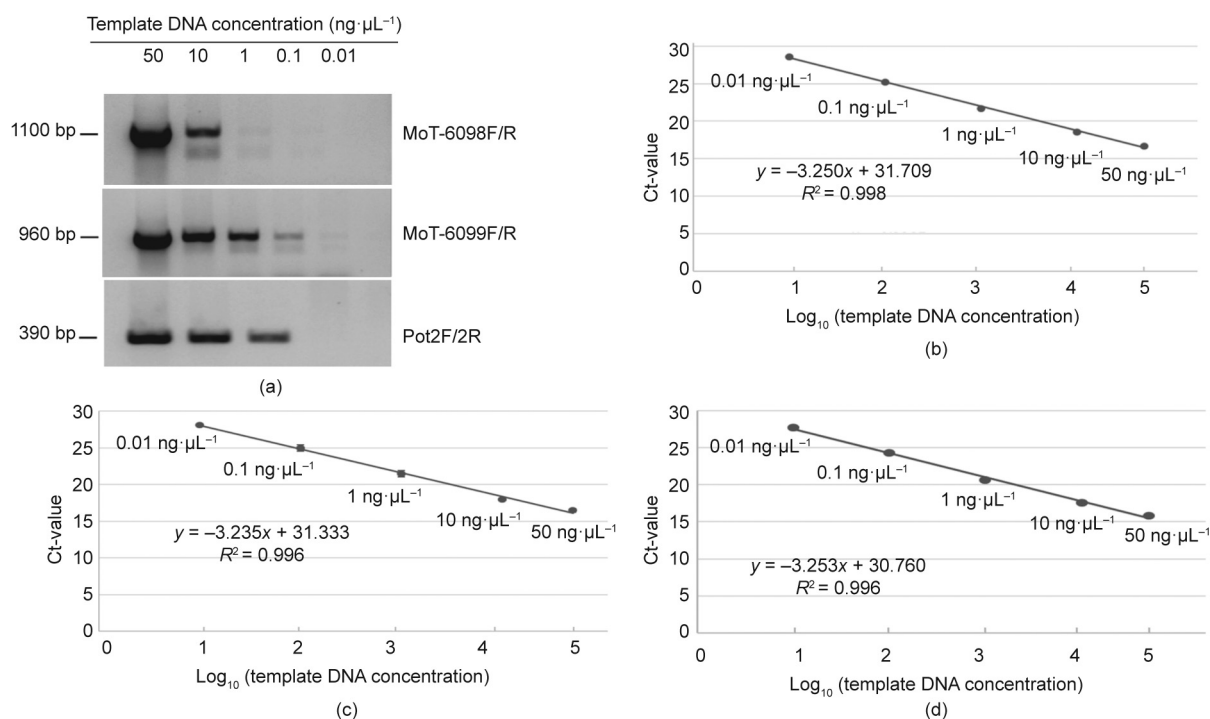 Template DNA concentration (ng·µL⁻¹)
50 10 1 0.1 0.01
1100 bp
MoT-6098F/R
960 bp
MoT-6099F/R
390 bp
Pot2F/2R
(a)
30
25
20
15
10
5
0
Ct-value
0.01 ng·µL⁻¹
0.1 ng·µL⁻¹
1 ng·µL⁻¹
10 ng·µL⁻¹
50 ng·µL⁻¹
y = –3.250x + 31.709
R² = 0.998
0 1 2 3 4 5
Log₁₀ (template DNA concentration)
(b)
30
25
20
15
10
5
0
Ct-value
0.01 ng·µL⁻¹
0.1 ng·µL⁻¹
1 ng·µL⁻¹
10 ng·µL⁻¹
50 ng·µL⁻¹
y = –3.235x + 31.333
R² = 0.996
0 1 2 3 4 5
Log₁₀ (template DNA concentration)
(c)
30
25
20
15
10
5
0
Ct-value
0.01 ng·µL⁻¹
0.1 ng·µL⁻¹
1 ng·µL⁻¹
10 ng·µL⁻¹
50 ng·µL⁻¹
y = –3.253x + 30.760
R² = 0.996
0 1 2 3 4 5
Log₁₀ (template DNA concentration)
(d)